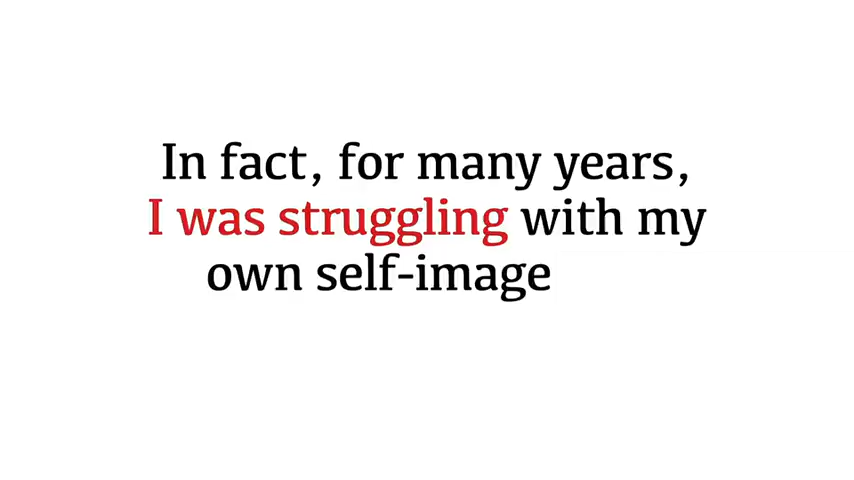 In fact, for many years,
I was struggling with my
own self-image